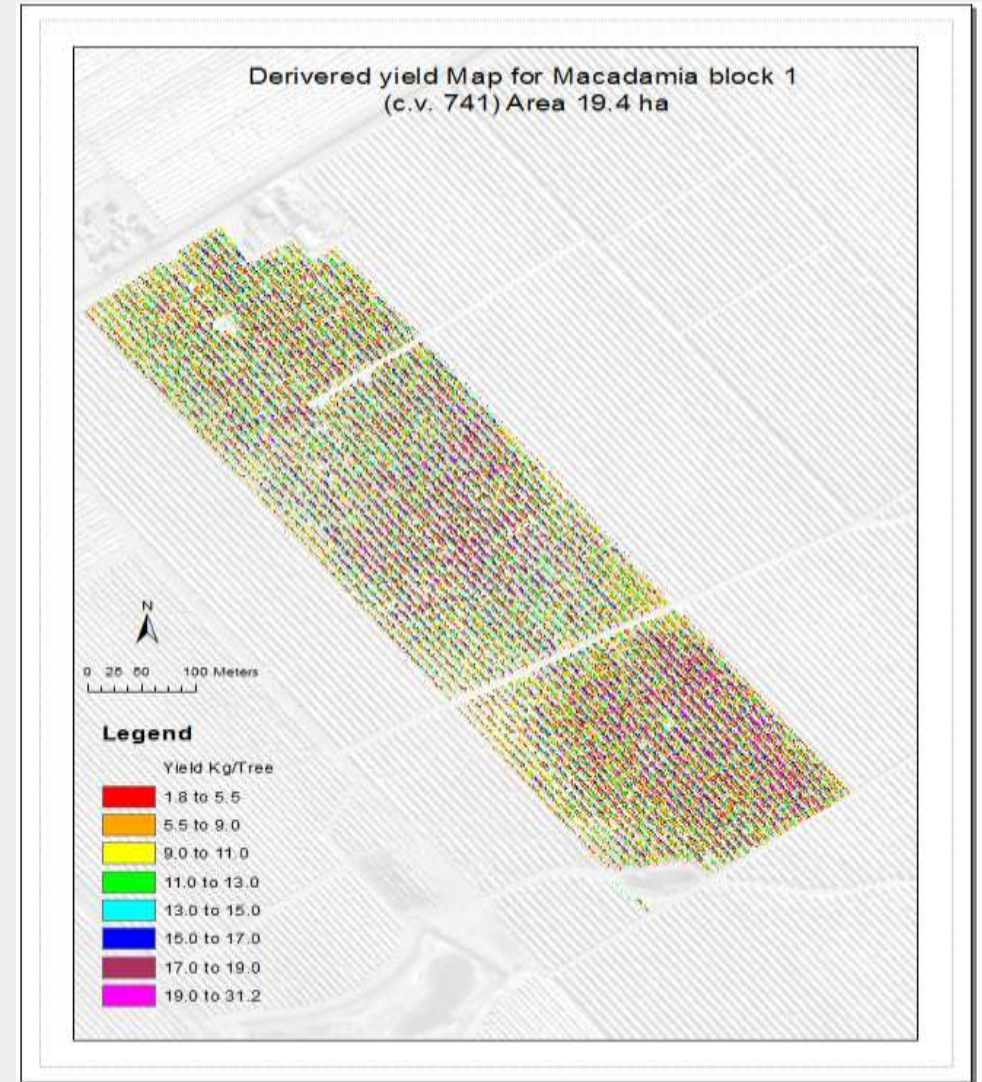 Derivered yield Map for Macadamia block 1
(c.v. 741) Area 19.4 ha
N
0 25 50 100 Meters
Legend
Yield Kg/Tree
1.8 to 5.5
5.5 to 9.0
9.0 to 11.0
11.0 to 13.0
13.0 to 15.0
15.0 to 17.0
17.0 to 19.0
19.0 to 31.2